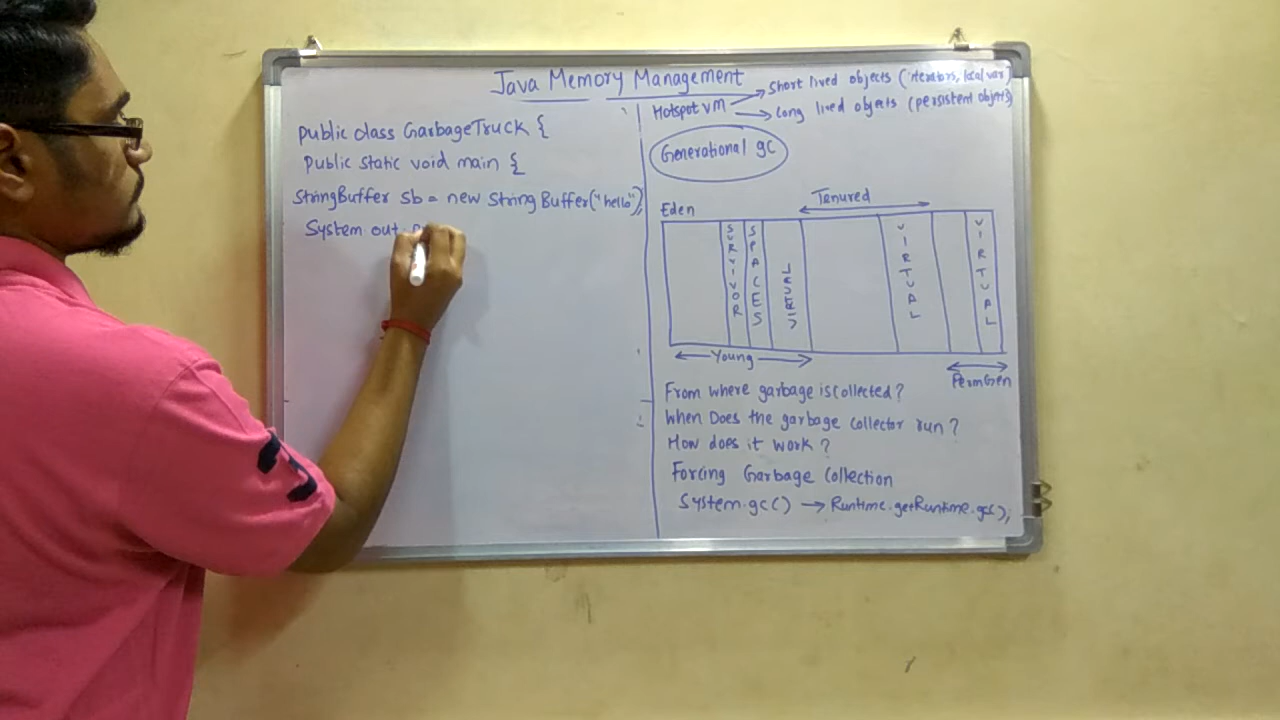 Java Memory Management
public class GarbageTruck {
public static void main {
StringBuffer sb = new StringBuffer("hello");
System out.
Hotspot vm
Short lived objects (iterators, local var)
Long lived objects (persistent objects)
Generational gc
Eden
Tenured
SURVIVOR
SPACES
VIRTUAL
VIRTUAL
VIRTUAL
Young
PermGen
From where garbage is collected?
When Does the garbage collector run?
How does it work?
Forcing Garbage Collection
System.gc() → Runtime.getRuntime.gc();